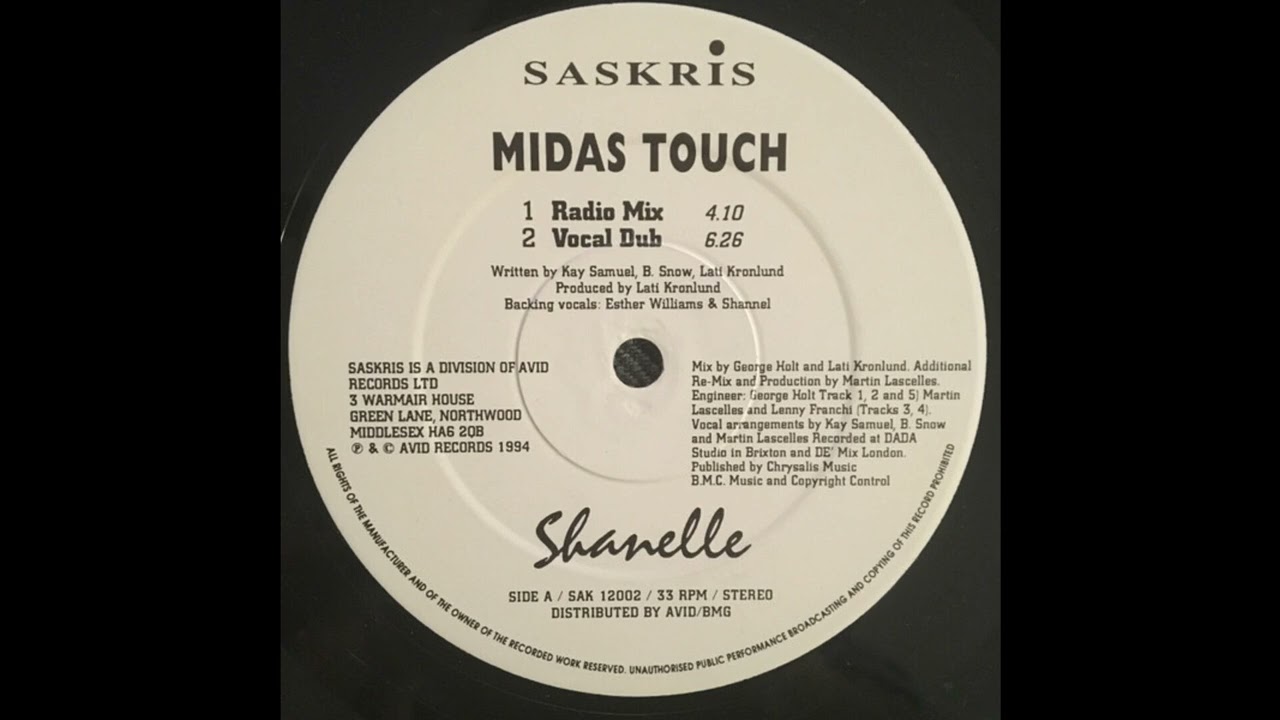 SASKRiS
MIDAS TOUCH
1 Radio Mix 4.10
2 Vocal Dub 6.26
Written by Kay Samuel, B. Snow, Lati Kronlund
Produced by Lati Kronlund
Backing vocals: Esther Williams & Shannel
SASKRIS IS A DIVISION OF AVID
RECORDS LTD
3 WARMAIR HOUSE
GREEN LANE, NORTHWOOD
MIDDLESEX HA6 2QB
℗ & © AVID RECORDS 1994
Mix by George Holt and Lati Kronlund. Additional
Re-Mix and Production by Martin Lascelles.
Engineer: George Holt Track 1, 2 and 5) Martin
Lascelles and Lenny Franchi (Tracks 3, 4).
Vocal arrangements by Kay Samuel, B. Snow
and Martin Lascelles Recorded at DADA
Studio in Brixton and DE' Mix London.
Published by Chrysalis Music
B.M.C. Music and Copyright Control
Shanelle
SIDE A / SAK 12002 / 33 RPM / STEREO
DISTRIBUTED BY AVID/BMG
ALL RIGHTS OF THE MANUFACTURER AND OF THE OWNER OF THE RECORDED WORK RESERVED. UNAUTHORISED PUBLIC PERFORMANCE BROADCASTING AND COPYING OF THIS RECORD PROHIBITED